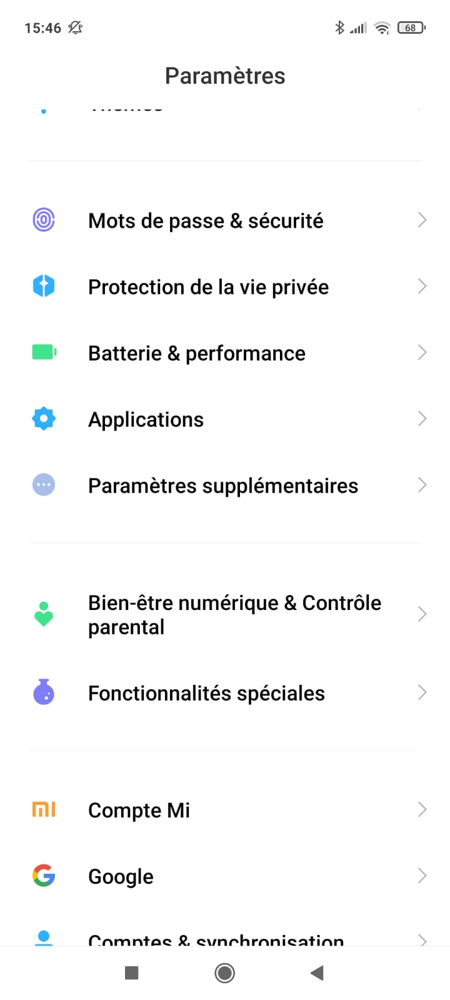 15:46
68
Paramètres
Mots de passe & sécurité
Protection de la vie privée
Batterie & performance
Applications
Paramètres supplémentaires
Bien-être numérique & Contrôle
parental
Fonctionnalités spéciales
Compte Mi
Google
Comptes & synchronisation